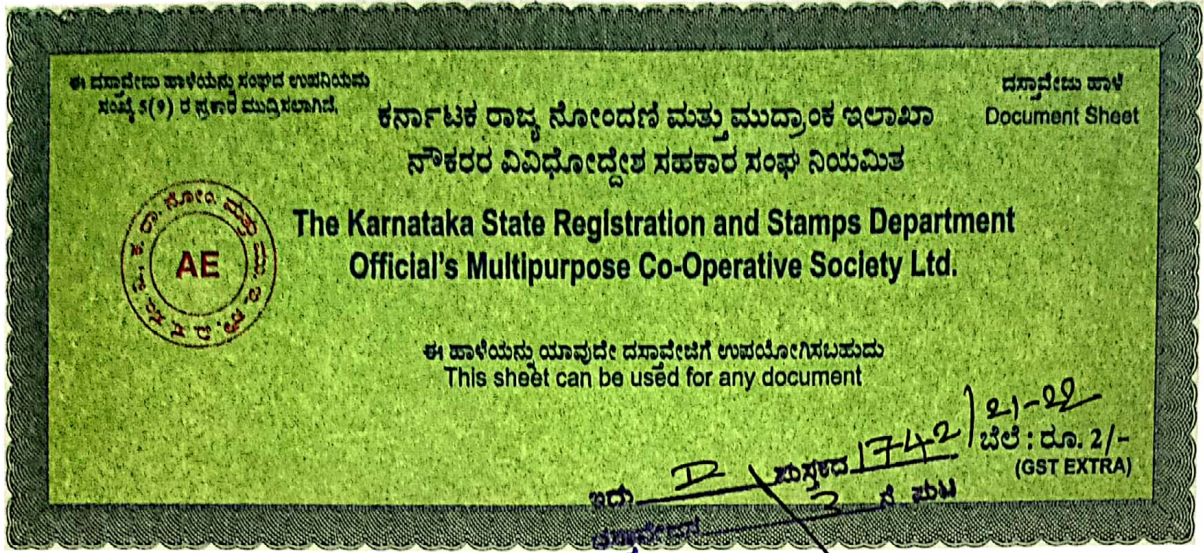 ಈ ದಸ್ತಾವೇಜು ಹಾಳೆಯನ್ನು ಸಂಘದ ಉಪನಿಯಮ
ಸಂಖ್ಯೆ 5(9) ರ ಪ್ರಕಾರ ಮುದ್ರಿಸಲಾಗಿದೆ.
ದಸ್ತಾವೇಜು ಹಾಳೆ
Document Sheet
ಕರ್ನಾಟಕ ರಾಜ್ಯ ನೋಂದಣಿ ಮತ್ತು ಮುದ್ರಾಂಕ ಇಲಾಖಾ
ನೌಕರರ ವಿವಿಧೋದ್ದೇಶ ಸಹಕಾರ ಸಂಘ ನಿಯಮಿತ
AE
The Karnataka State Registration and Stamps Department
Official's Multipurpose Co-Operative Society Ltd.
ಈ ಹಾಳೆಯನ್ನು ಯಾವುದೇ ದಸ್ತಾವೇಜಿಗೆ ಉಪಯೋಗಿಸಬಹುದು
This sheet can be used for any document
ಬೆಲೆ : ರೂ. 2/-
(GST EXTRA)
ಇದು ಪುಸ್ತಕದ 1742/21-22
ನೆ ಪುಟ